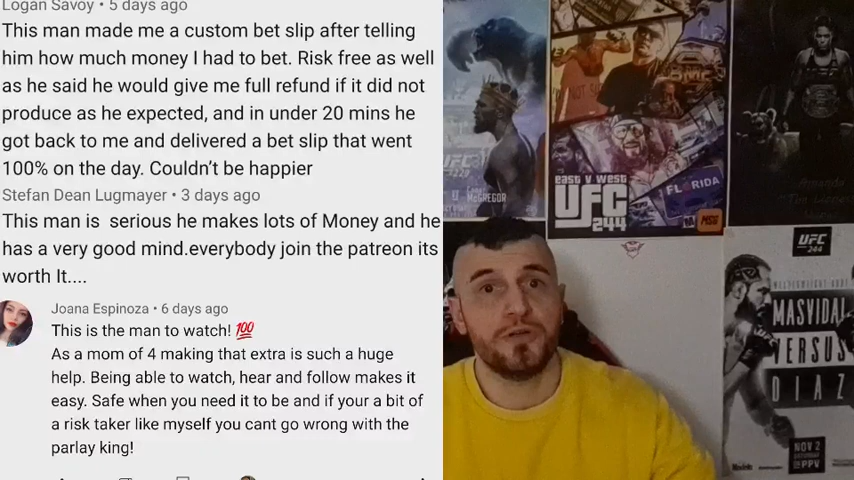 Logan Savoy • 5 days ago
This man made me a custom bet slip after telling
him how much money I had to bet. Risk free as well
as he said he would give me full refund if it did not
produce as he expected, and in under 20 mins he
got back to me and delivered a bet slip that went
100% on the day. Couldn't be happier
Stefan Dean Lugmayer • 3 days ago
This man is serious he makes lots of Money and he
has a very good mind.everybody join the patreon its
worth It....
Joana Espinoza • 6 days ago
This is the man to watch! 💯
As a mom of 4 making that extra is such a huge
help. Being able to watch, hear and follow makes it
easy. Safe when you need it to be and if your a bit of
a risk taker like myself you cant go wrong with the
parlay king!
McGREGOR
east v west
UFC
244
FLORIDA
MSG
UFC
244
MASVIDAL
VERSUS
DIAZ
NOV 2
PPV